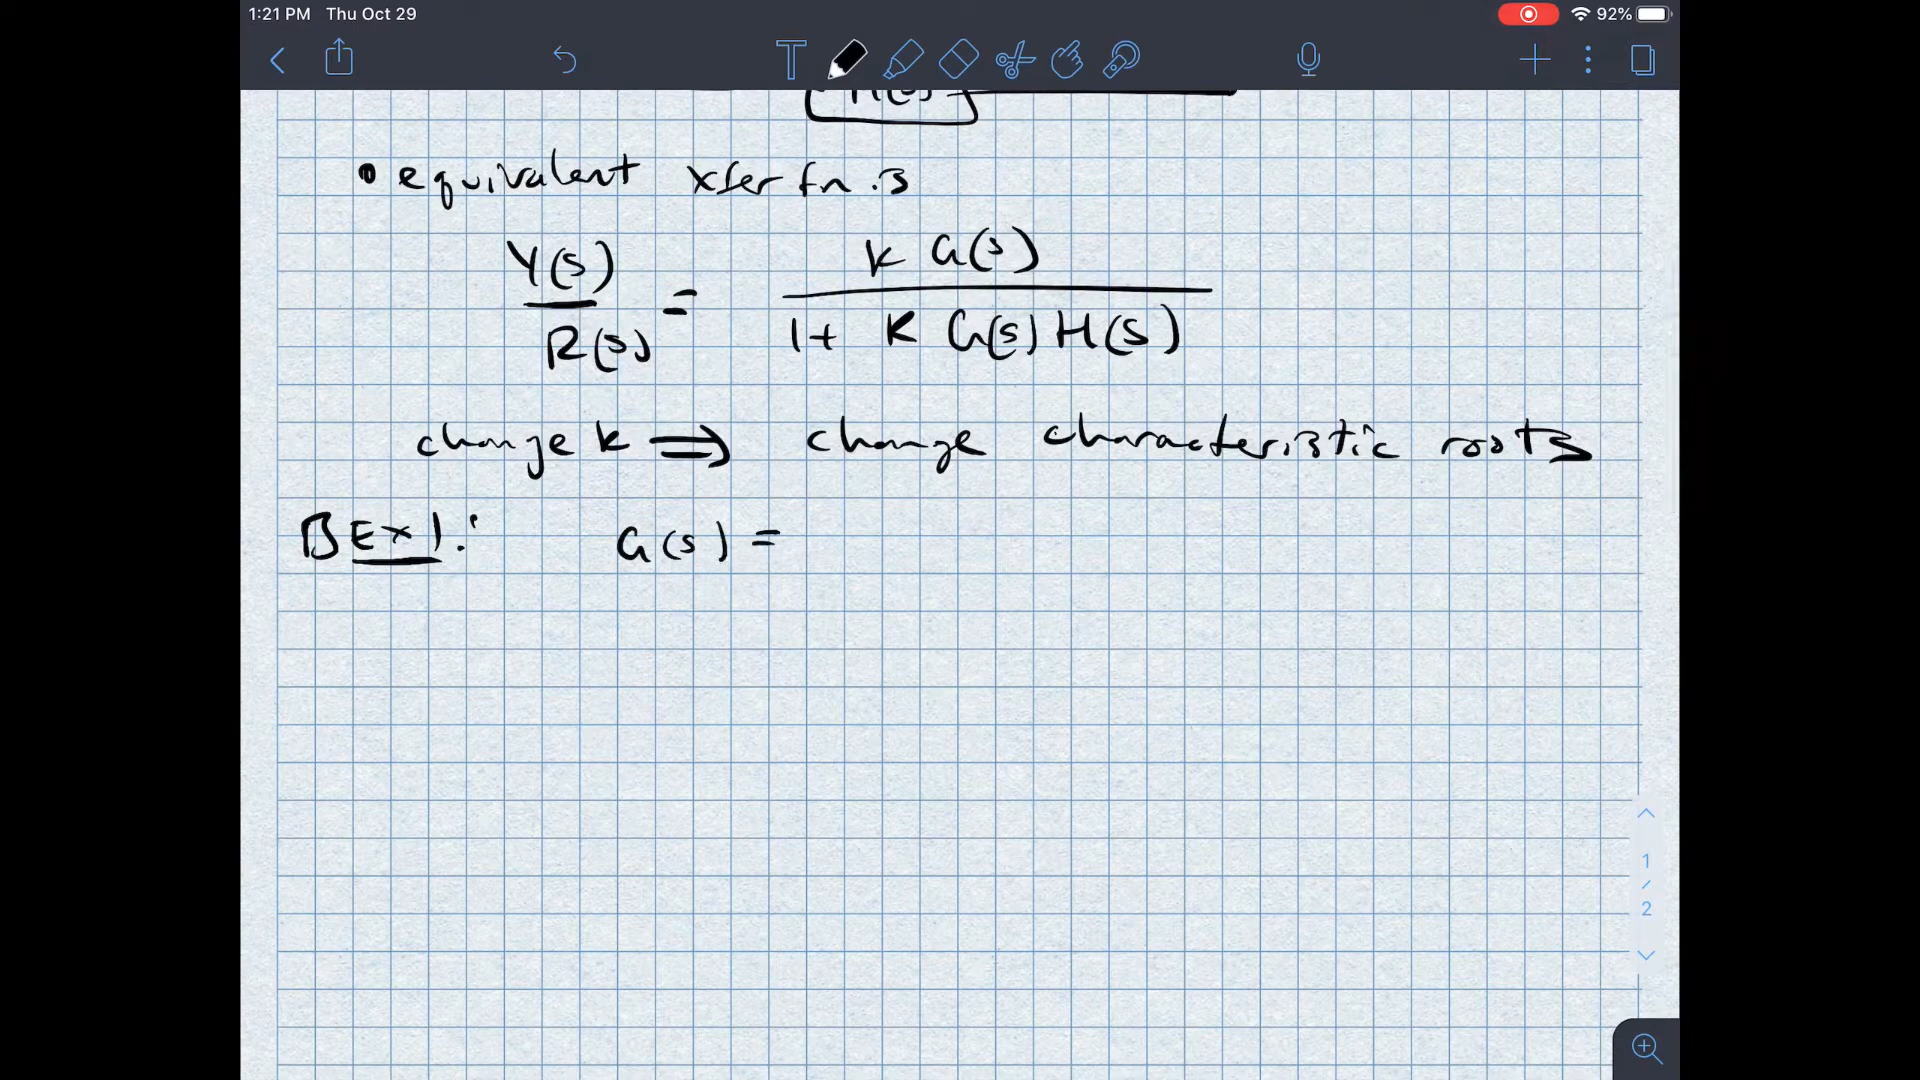 1:21 PM Thu Oct 29
92%
H(s)
• equivalent xfer fn. is
Y(s) / R(s) = K G(s) / 1 + K G(s) H(s)
change K ⇒ change characteristic roots
B Ex 1: G(s) =
1 / 2